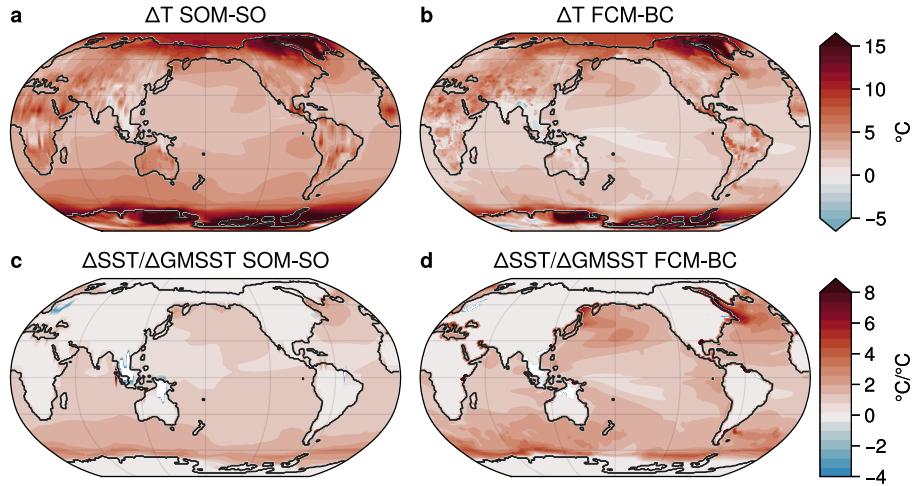 a ΔT SOM-SO
b ΔT FCM-BC
15
10
5
0
−5
°C
c ΔSST/ΔGMSST SOM-SO
d ΔSST/ΔGMSST FCM-BC
8
6
4
2
0
−2
−4
°C/°C